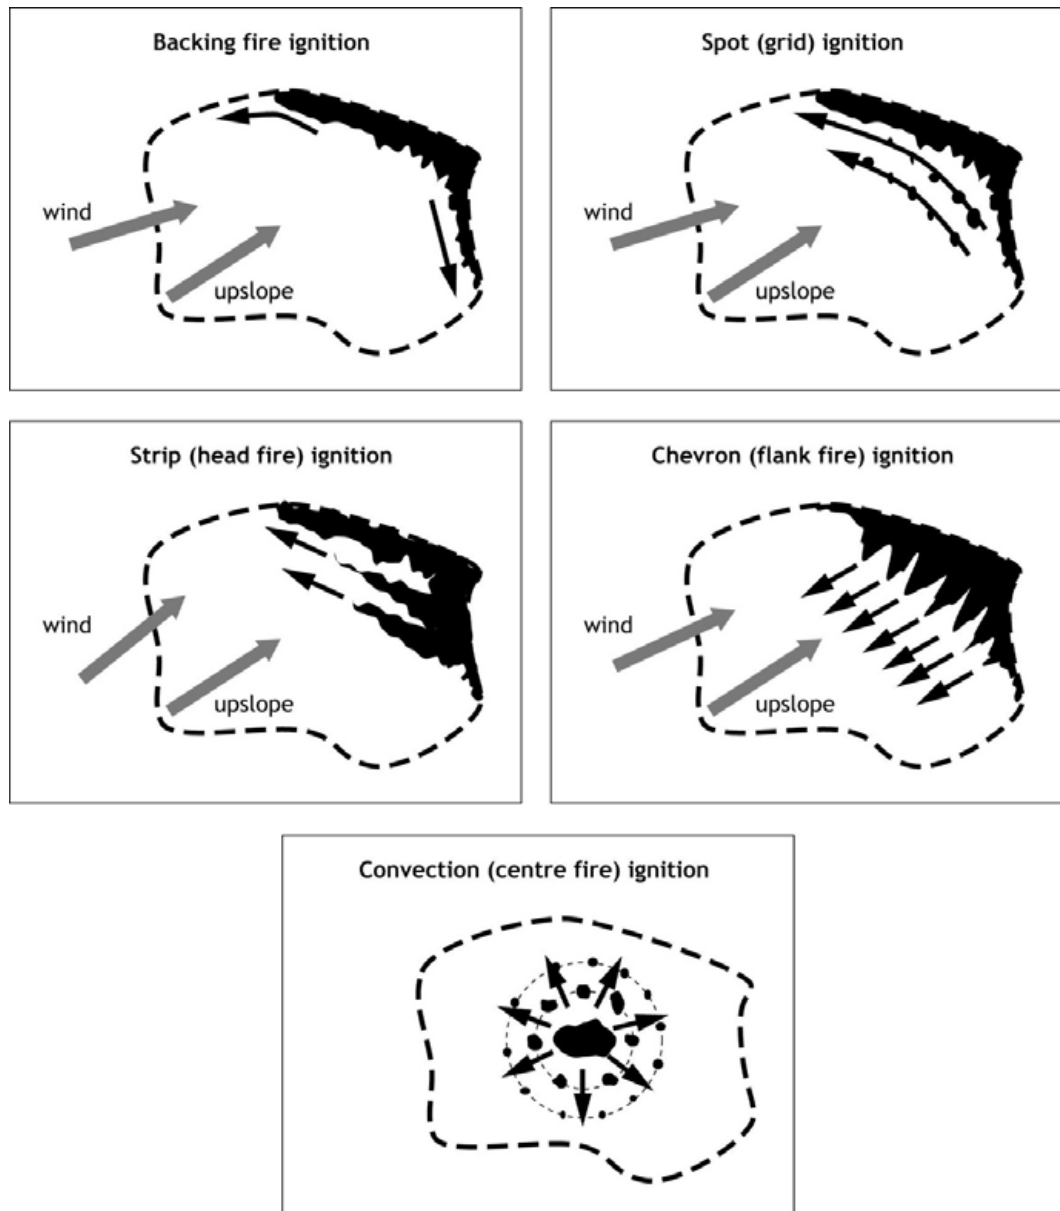 Backing fire ignition
wind
upslope
Spot (grid) ignition
wind
upslope
Strip (head fire) ignition
wind
upslope
Chevron (flank fire) ignition
wind
upslope
Convection (centre fire) ignition